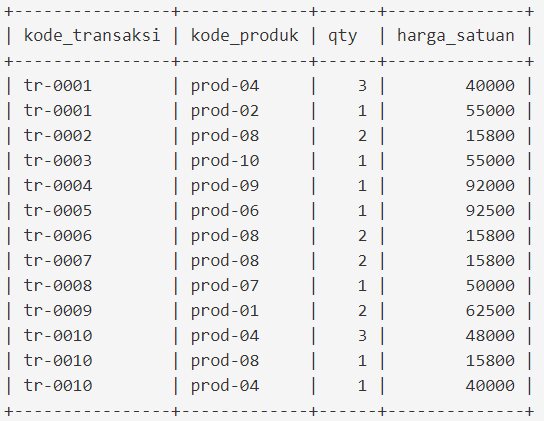 +----------------+-------------+------+--------------+
| kode_transaksi | kode_produk | qty  | harga_satuan |
+----------------+-------------+------+--------------+
| tr-0001        | prod-04     |    3 |        40000 |
| tr-0001        | prod-02     |    1 |        55000 |
| tr-0002        | prod-08     |    2 |        15800 |
| tr-0003        | prod-10     |    1 |        55000 |
| tr-0004        | prod-09     |    1 |        92000 |
| tr-0005        | prod-06     |    1 |        92500 |
| tr-0006        | prod-08     |    2 |        15800 |
| tr-0007        | prod-08     |    2 |        15800 |
| tr-0008        | prod-07     |    1 |        50000 |
| tr-0009        | prod-01     |    2 |        62500 |
| tr-0010        | prod-04     |    3 |        48000 |
| tr-0010        | prod-08     |    1 |        15800 |
| tr-0010        | prod-04     |    1 |        40000 |
+----------------+-------------+------+--------------+